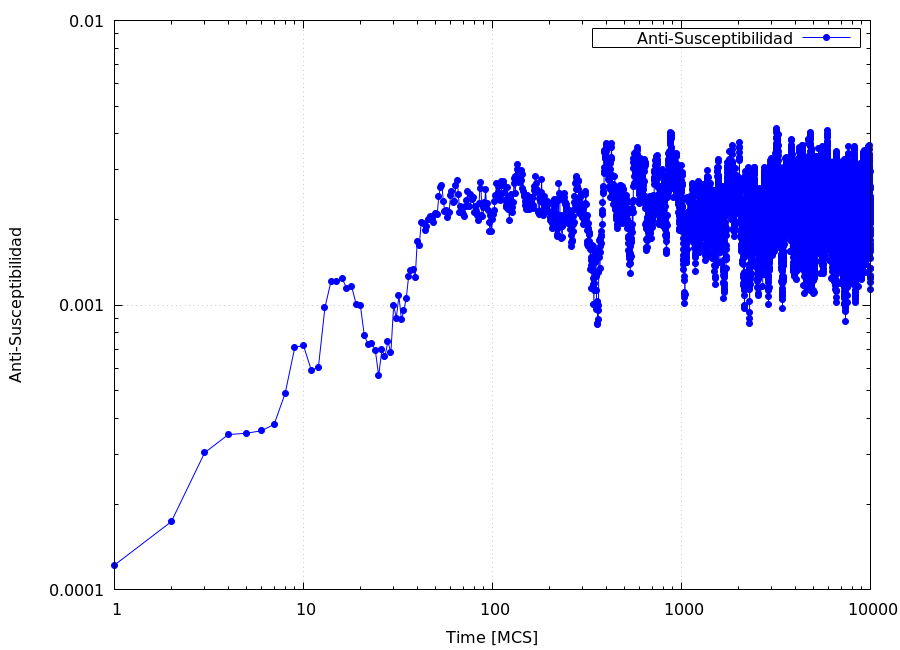 0.01
Anti-Susceptibilidad
0.001
Anti-Susceptibilidad
0.0001
1 10 100 1000 10000
Time [MCS]